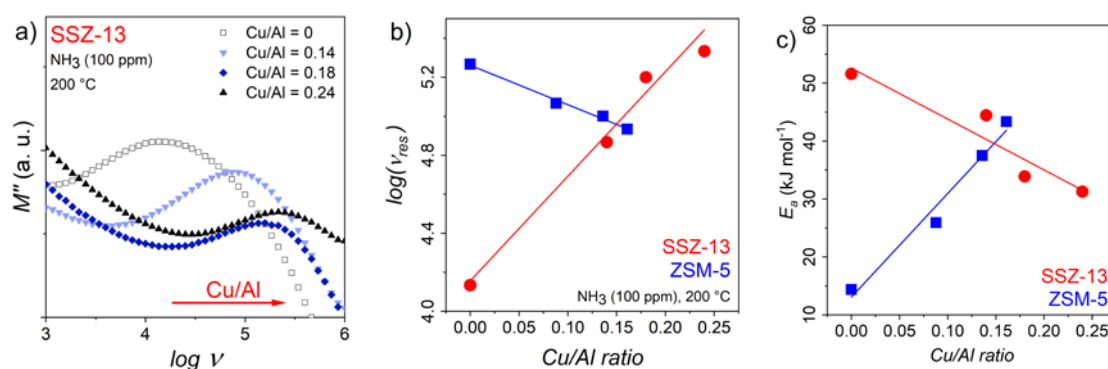 a)
SSZ-13
NH₃ (100 ppm)
200 °C
Cu/Al = 0
Cu/Al = 0.14
Cu/Al = 0.18
Cu/Al = 0.24
M'' (a. u.)
Cu/Al
3 4 5 6
log ν
b)
log(νres)
5.2
4.8
4.4
4.0
SSZ-13
ZSM-5
NH₃ (100 ppm), 200 °C
0.00 0.05 0.10 0.15 0.20 0.25
Cu/Al ratio
c)
Eₐ (kJ mol⁻¹)
60
50
40
30
20
10
SSZ-13
ZSM-5
0.00 0.05 0.10 0.15 0.20 0.25
Cu/Al ratio